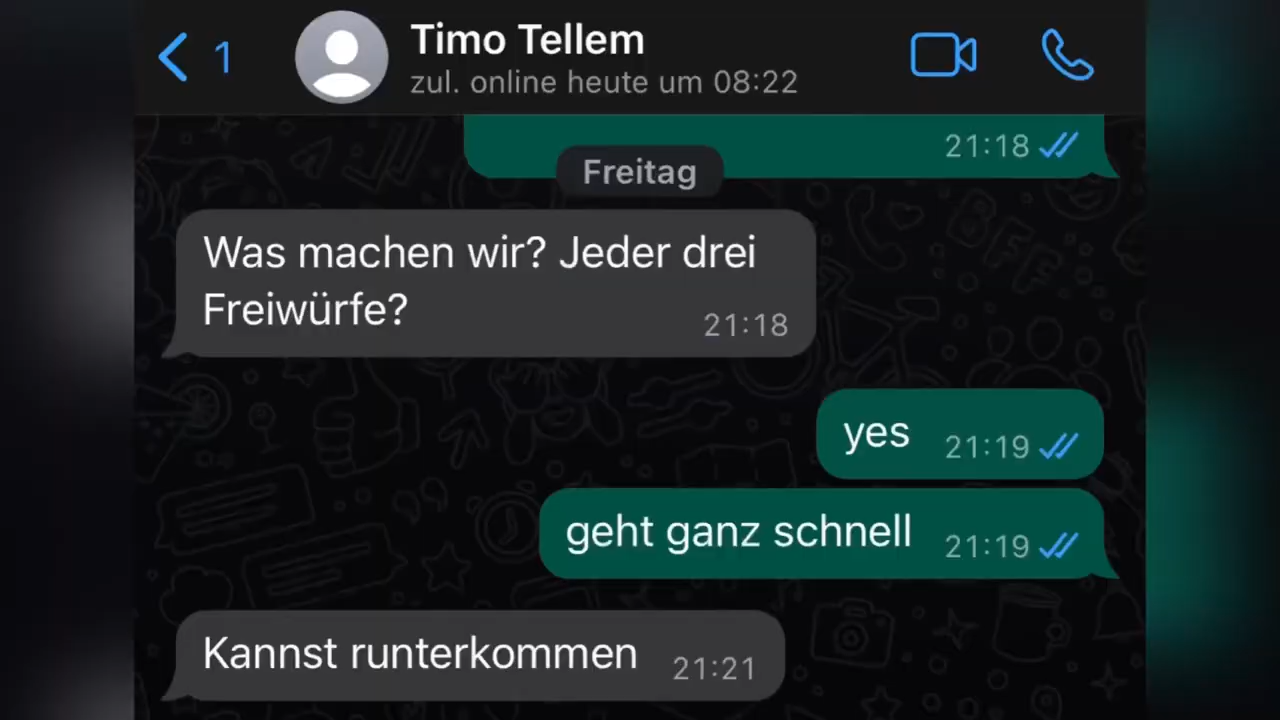 1
Timo Tellem
zul. online heute um 08:22
21:18
Freitag
Was machen wir? Jeder drei
Freiwürfe?
21:18
yes 21:19
geht ganz schnell 21:19
Kannst runterkommen 21:21